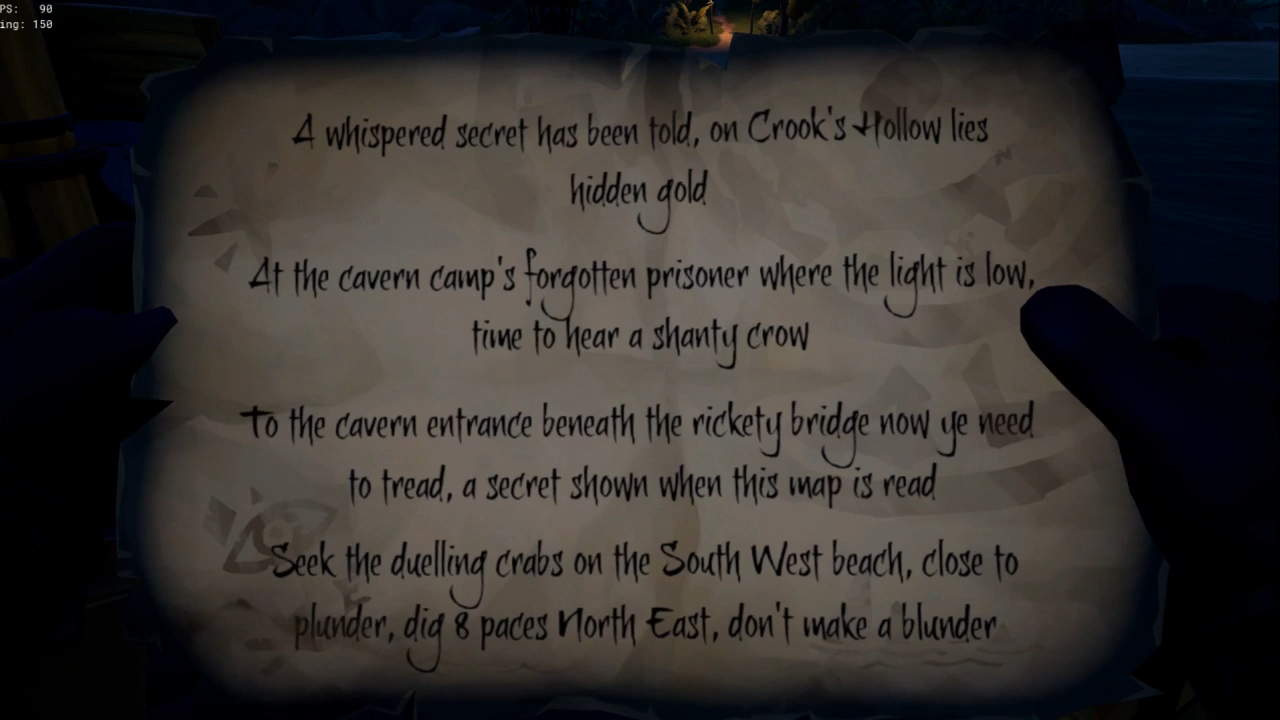 PS: 90
ing: 150
A whispered secret has been told, on Crook's Hollow lies
hidden gold
At the cavern camp's forgotten prisoner where the light is low,
time to hear a shanty crow
To the cavern entrance beneath the rickety bridge now ye need
to tread, a secret shown when this map is read
Seek the duelling crabs on the South West beach, close to
plunder, dig 8 paces North East, don't make a blunder